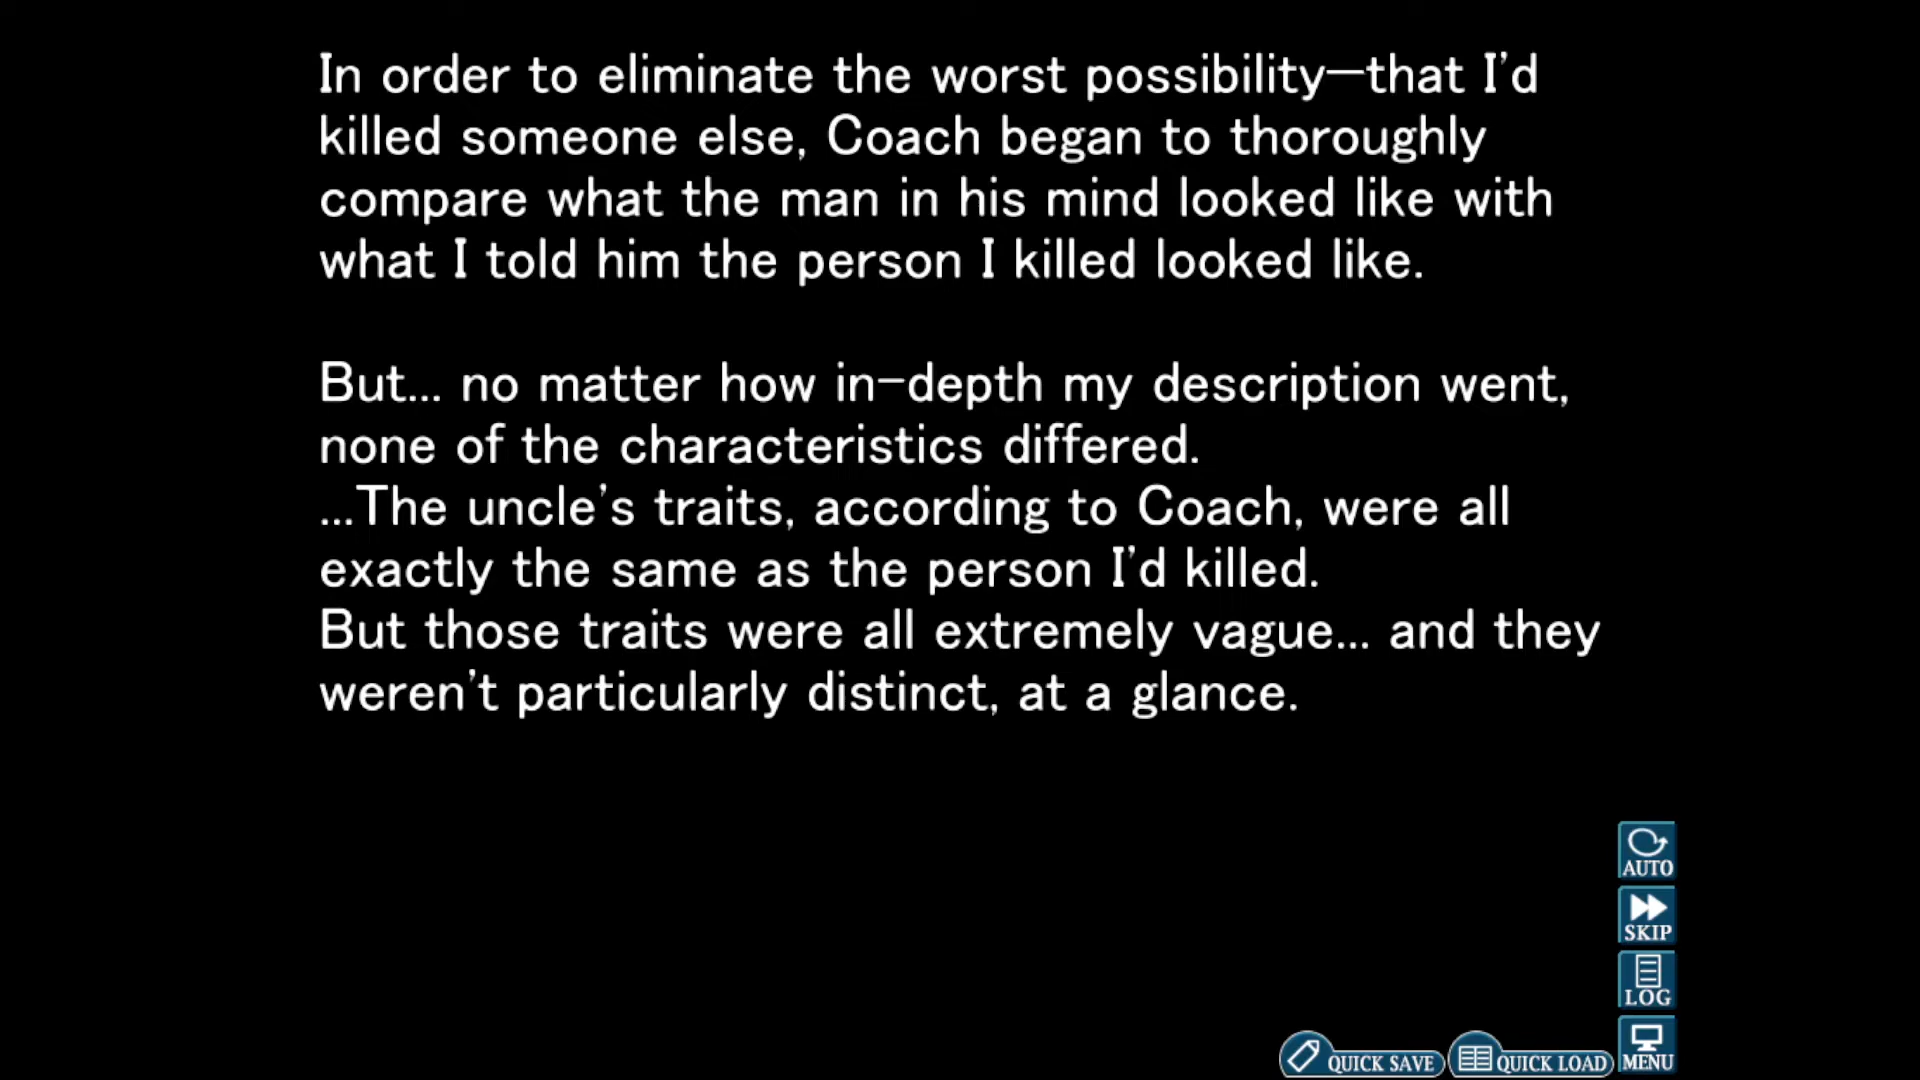 In order to eliminate the worst possibility—that I'd
killed someone else, Coach began to thoroughly
compare what the man in his mind looked like with
what I told him the person I killed looked like.
But... no matter how in-depth my description went,
none of the characteristics differed.
...The uncle's traits, according to Coach, were all
exactly the same as the person I'd killed.
But those traits were all extremely vague... and they
weren't particularly distinct, at a glance.
AUTO
SKIP
LOG
MENU
QUICK SAVE
QUICK LOAD